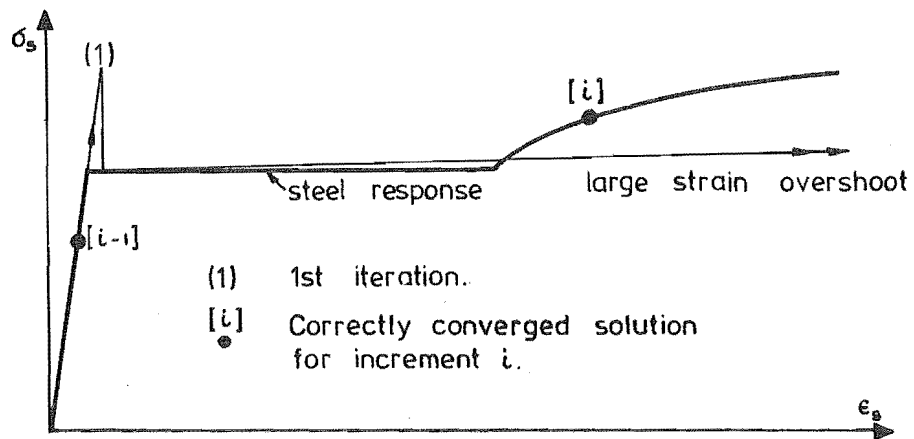 σs
(1)
[i]
steel response
large strain overshoot
[i-1]
(1) 1st iteration.
[i] Correctly converged solution
for increment i.
ϵs